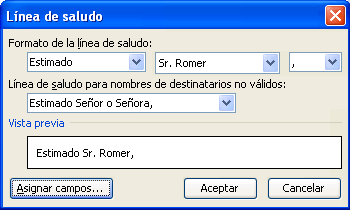 Línea de saludo
Formato de la línea de saludo:
Estimado Sr. Romer ,
Línea de saludo para nombres de destinatarios no válidos:
Estimado Señor o Señora,
Vista previa
Estimado Sr. Romer,
Asignar campos... Aceptar Cancelar